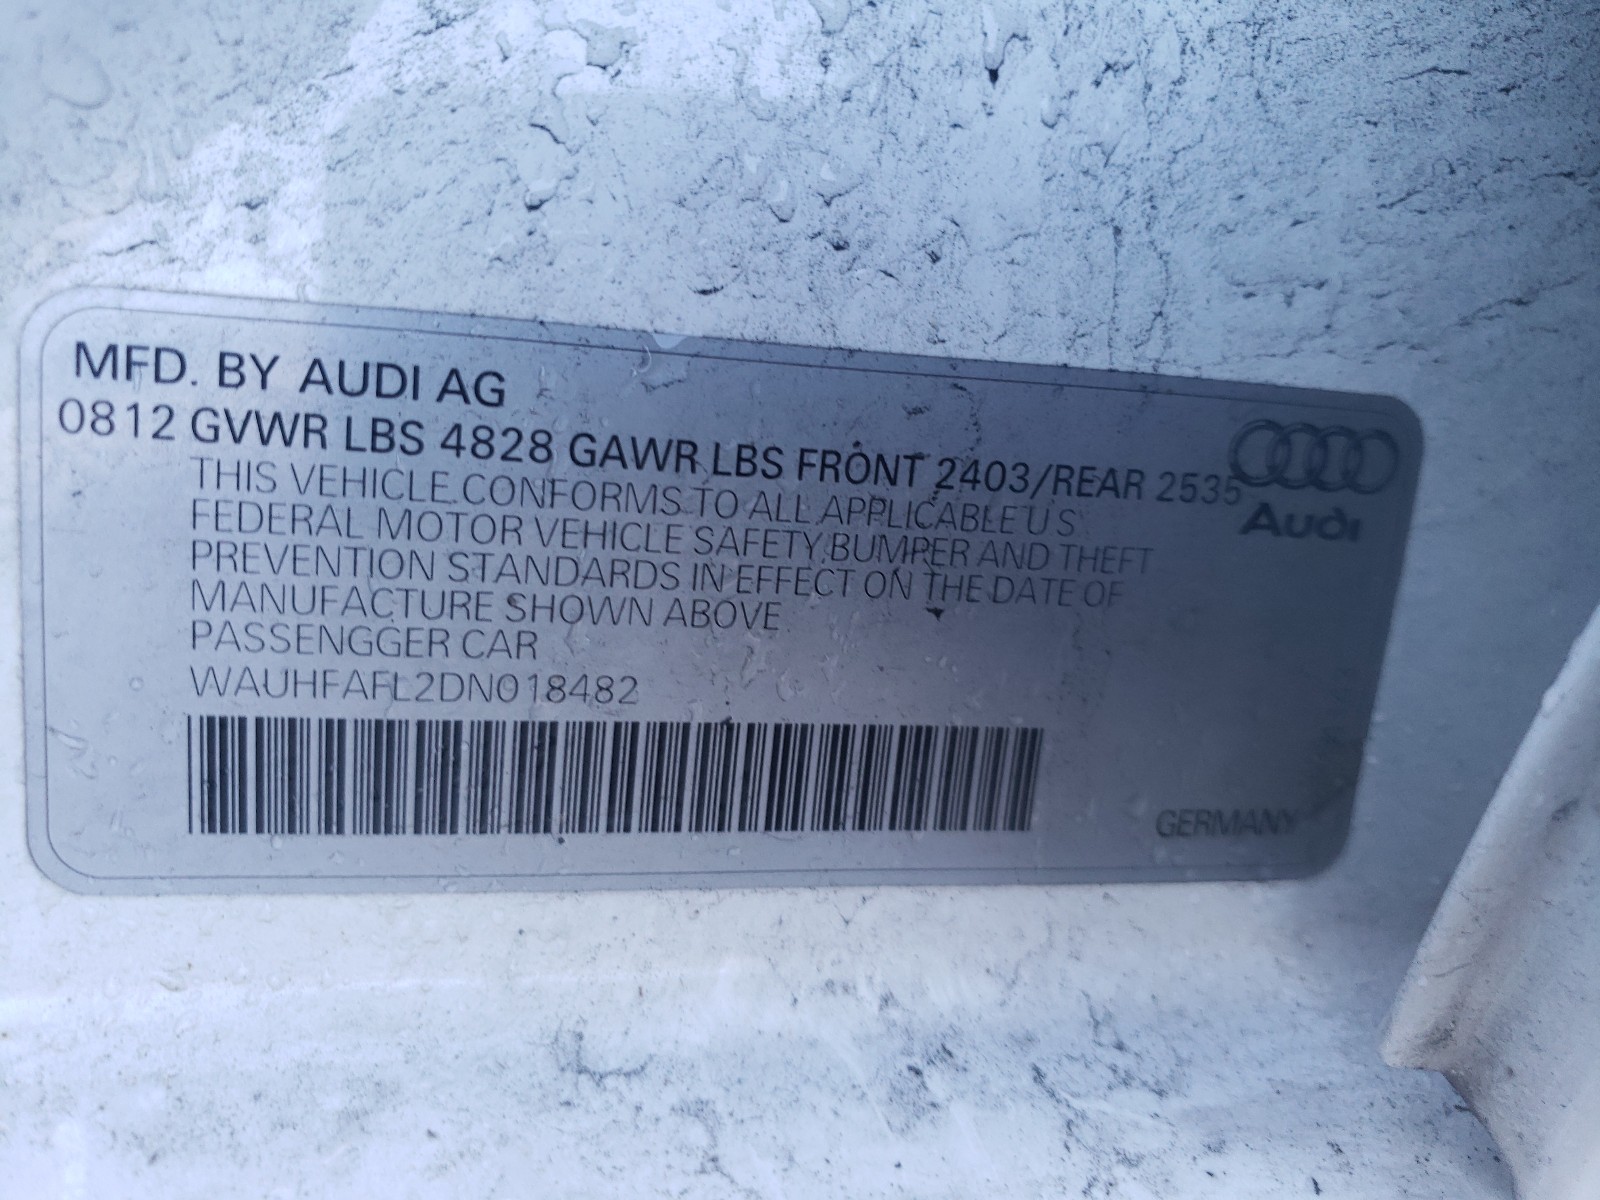 MFD. BY AUDI AG
0812 GVWR LBS 4828 GAWR LBS FRONT 2403/REAR 2535
THIS VEHICLE CONFORMS TO ALL APPLICABLE U S
FEDERAL MOTOR VEHICLE SAFETY, BUMPER AND THEFT
PREVENTION STANDARDS IN EFFECT ON THE DATE OF
MANUFACTURE SHOWN ABOVE
PASSENGGER CAR
WAUHFAFL2DN018482
Audi
GERMANY